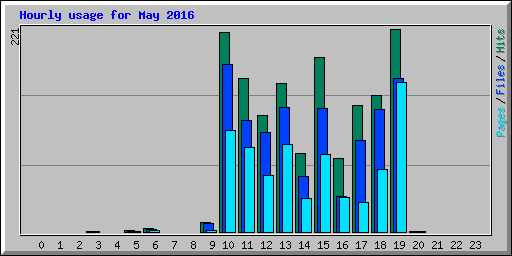 Hourly usage for May 2016
221
Pages/Files/Hits
0 1 2 3 4 5 6 7 8 9 10 11 12 13 14 15 16 17 18 19 20 21 22 23